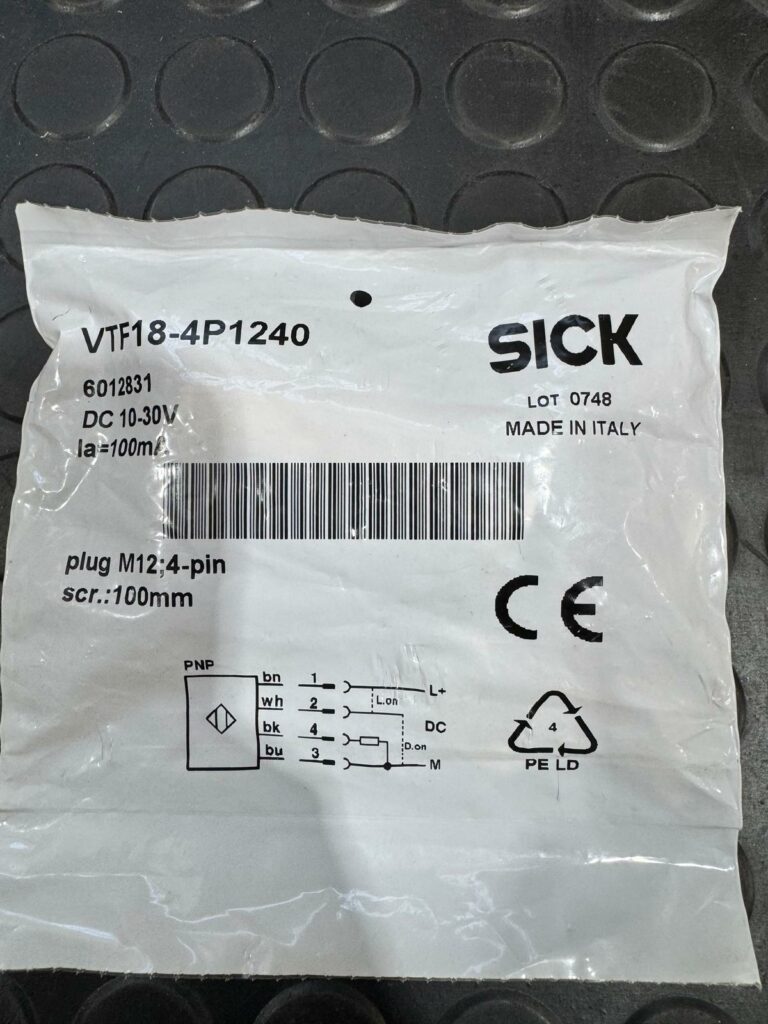 VTF18-4P1240
6012831
DC 10-30V
Ia=100mA
SICK
LOT 0748
MADE IN ITALY
plug M12;4-pin
scr.:100mm
CE
PNP
bn 1 L+
wh 2 L.on
DC
bk 4 D.on
bu 3 M
4
PE LD